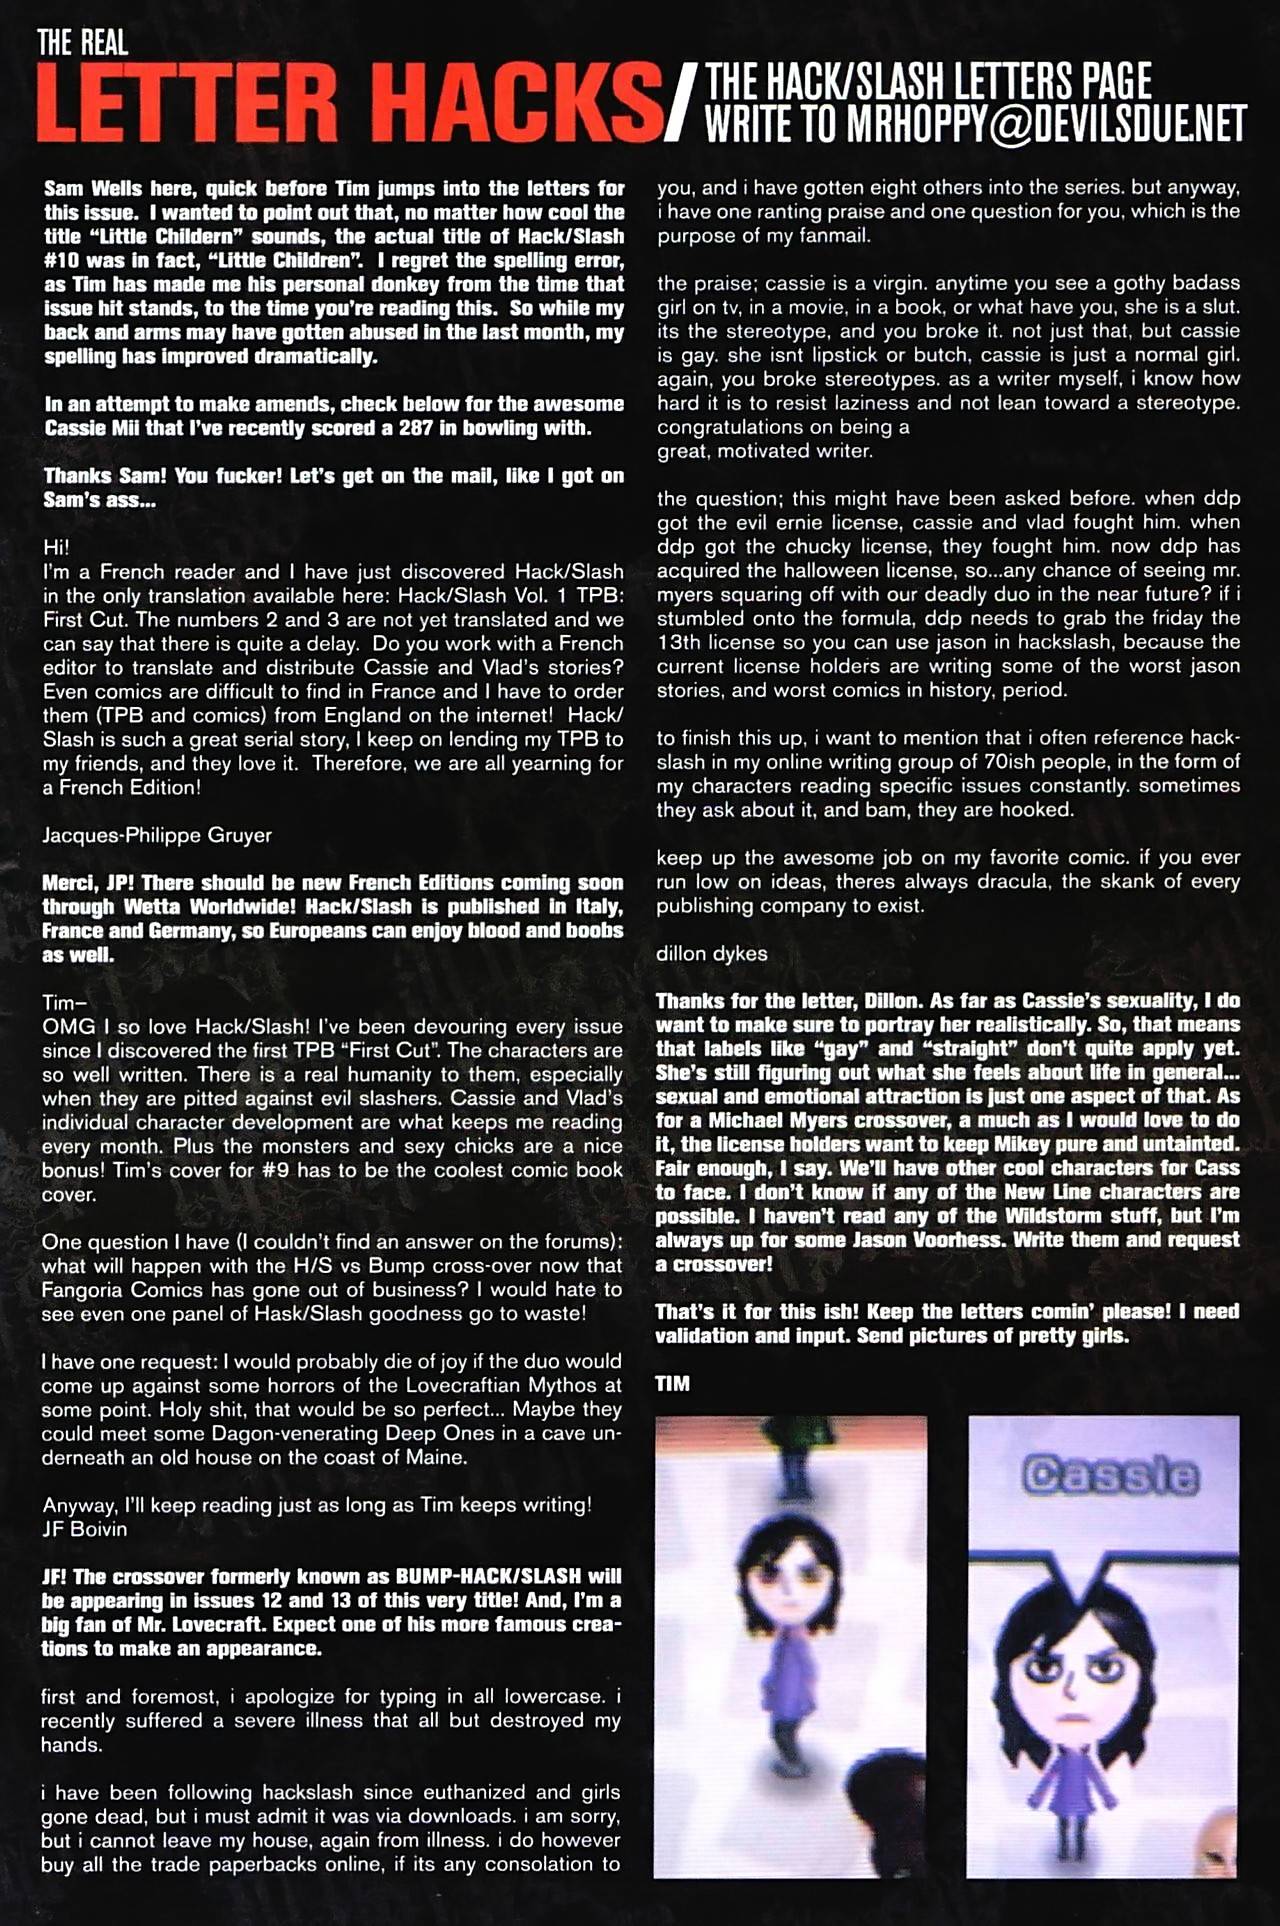 THE REAL
LETTER HACKS/
THE HACK/SLASH LETTERS PAGE
WRITE TO MRHOPPY@DEVILSDUE.NET
Sam Wells here, quick before Tim jumps into the letters for
this issue.  I wanted to point out that, no matter how cool the
title “Little Childern” sounds, the actual title of Hack/Slash
#10 was in fact, “Little Children”.  I regret the spelling error,
as Tim has made me his personal donkey from the time that
issue hit stands, to the time you're reading this.  So while my
back and arms may have gotten abused in the last month, my
spelling has improved dramatically.
In an attempt to make amends, check below for the awesome
Cassie Mii that I've recently scored a 287 in bowling with.
Thanks Sam! You fucker! Let's get on the mail, like I got on
Sam's ass...
Hi!
I'm a French reader and I have just discovered Hack/Slash
in the only translation available here: Hack/Slash Vol. 1 TPB:
First Cut. The numbers 2 and 3 are not yet translated and we
can say that there is quite a delay.  Do you work with a French
editor to translate and distribute Cassie and Vlad's stories?
Even comics are difficult to find in France and I have to order
them (TPB and comics) from England on the internet!  Hack/
Slash is such a great serial story, I keep on lending my TPB to
my friends, and they love it.  Therefore, we are all yearning for
a French Edition!
Jacques-Philippe Gruyer
Merci, JP! There should be new French Editions coming soon
through Wetta Worldwide! Hack/Slash is published in Italy,
France and Germany, so Europeans can enjoy blood and boobs
as well.
Tim–
OMG I so love Hack/Slash! I've been devouring every issue
since I discovered the first TPB “First Cut”. The characters are
so well written. There is a real humanity to them, especially
when they are pitted against evil slashers. Cassie and Vlad's
individual character development are what keeps me reading
every month. Plus the monsters and sexy chicks are a nice
bonus! Tim's cover for #9 has to be the coolest comic book
cover.
One question I have (I couldn't find an answer on the forums):
what will happen with the H/S vs Bump cross-over now that
Fangoria Comics has gone out of business? I would hate to
see even one panel of Hask/Slash goodness go to waste!
I have one request: I would probably die of joy if the duo would
come up against some horrors of the Lovecraftian Mythos at
some point. Holy shit, that would be so perfect... Maybe they
could meet some Dagon-venerating Deep Ones in a cave un-
derneath an old house on the coast of Maine.
Anyway, I'll keep reading just as long as Tim keeps writing!
JF Boivin
JF! The crossover formerly known as BUMP-HACK/SLASH will
be appearing in issues 12 and 13 of this very title! And, I'm a
big fan of Mr. Lovecraft. Expect one of his more famous crea-
tions to make an appearance.
first and foremost, i apologize for typing in all lowercase. i
recently suffered a severe illness that all but destroyed my
hands.
i have been following hackslash since euthanized and girls
gone dead, but i must admit it was via downloads. i am sorry,
but i cannot leave my house, again from illness. i do however
buy all the trade paperbacks online, if its any consolation to
you, and i have gotten eight others into the series. but anyway,
i have one ranting praise and one question for you, which is the
purpose of my fanmail.
the praise; cassie is a virgin. anytime you see a gothy badass
girl on tv, in a movie, in a book, or what have you, she is a slut.
its the stereotype, and you broke it. not just that, but cassie
is gay. she isnt lipstick or butch, cassie is just a normal girl.
again, you broke stereotypes. as a writer myself, i know how
hard it is to resist laziness and not lean toward a stereotype.
congratulations on being a
great, motivated writer.
the question; this might have been asked before. when ddp
got the evil ernie license, cassie and vlad fought him. when
ddp got the chucky license, they fought him. now ddp has
acquired the halloween license, so...any chance of seeing mr.
myers squaring off with our deadly duo in the near future? if i
stumbled onto the formula, ddp needs to grab the friday the
13th license so you can use jason in hackslash, because the
current license holders are writing some of the worst jason
stories, and worst comics in history, period.
to finish this up, i want to mention that i often reference hack-
slash in my online writing group of 70ish people, in the form of
my characters reading specific issues constantly. sometimes
they ask about it, and bam, they are hooked.
keep up the awesome job on my favorite comic. if you ever
run low on ideas, theres always dracula, the skank of every
publishing company to exist.
dillon dykes
Thanks for the letter, Dillon. As far as Cassie's sexuality, I do
want to make sure to portray her realistically. So, that means
that labels like “gay” and “straight” don't quite apply yet.
She's still figuring out what she feels about life in general...
sexual and emotional attraction is just one aspect of that. As
for a Michael Myers crossover, a much as I would love to do
it, the license holders want to keep Mikey pure and untainted.
Fair enough, I say. We'll have other cool characters for Cass
to face. I don't know if any of the New Line characters are
possible. I haven't read any of the Wildstorm stuff, but I'm
always up for some Jason Voorhess. Write them and request
a crossover!
That's it for this ish! Keep the letters comin' please! I need
validation and input. Send pictures of pretty girls.
TIM
Cassie